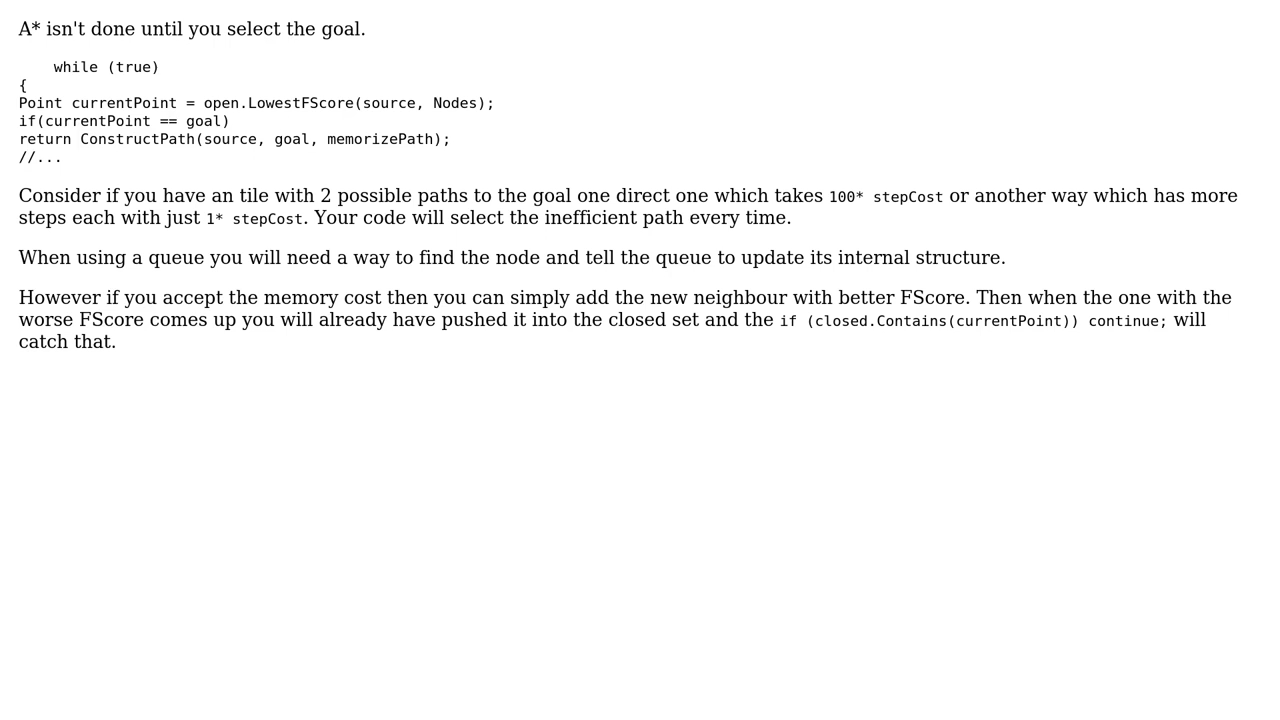 A* isn't done until you select the goal.
while (true)
{
Point currentPoint = open.LowestFScore(source, Nodes);
if(currentPoint == goal)
return ConstructPath(source, goal, memorizePath);
//...
Consider if you have an tile with 2 possible paths to the goal one direct one which takes 100* stepCost or another way which has more
steps each with just 1* stepCost. Your code will select the inefficient path every time.
When using a queue you will need a way to find the node and tell the queue to update its internal structure.
However if you accept the memory cost then you can simply add the new neighbour with better FScore. Then when the one with the
worse FScore comes up you will already have pushed it into the closed set and the if (closed.Contains(currentPoint)) continue; will
catch that.